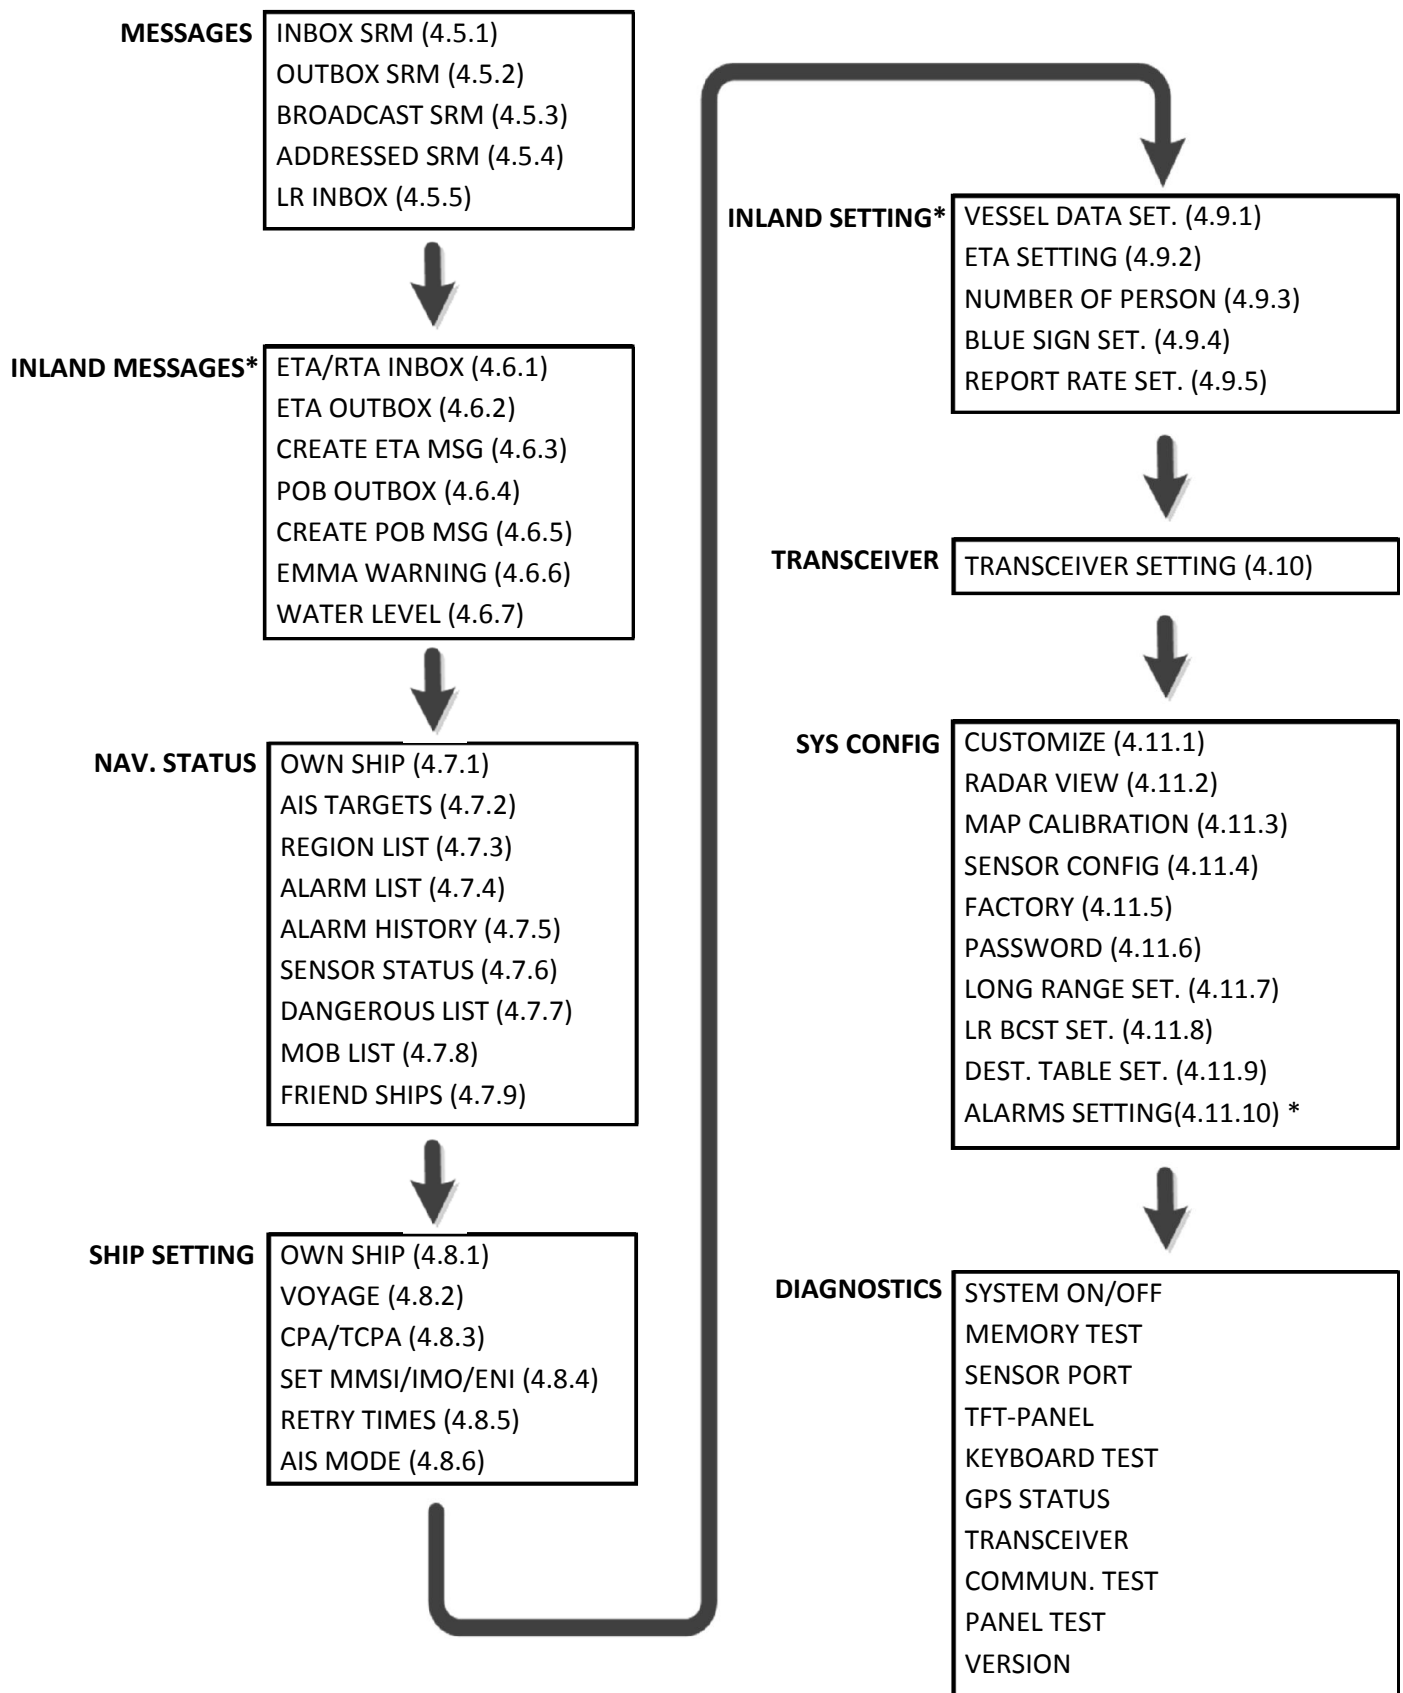 MESSAGES
INBOX SRM (4.5.1)
OUTBOX SRM (4.5.2)
BROADCAST SRM (4.5.3)
ADDRESSED SRM (4.5.4)
LR INBOX (4.5.5)
INLAND MESSAGES*
ETA/RTA INBOX (4.6.1)
ETA OUTBOX (4.6.2)
CREATE ETA MSG (4.6.3)
POB OUTBOX (4.6.4)
CREATE POB MSG (4.6.5)
EMMA WARNING (4.6.6)
WATER LEVEL (4.6.7)
NAV. STATUS
OWN SHIP (4.7.1)
AIS TARGETS (4.7.2)
REGION LIST (4.7.3)
ALARM LIST (4.7.4)
ALARM HISTORY (4.7.5)
SENSOR STATUS (4.7.6)
DANGEROUS LIST (4.7.7)
MOB LIST (4.7.8)
FRIEND SHIPS (4.7.9)
SHIP SETTING
OWN SHIP (4.8.1)
VOYAGE (4.8.2)
CPA/TCPA (4.8.3)
SET MMSI/IMO/ENI (4.8.4)
RETRY TIMES (4.8.5)
AIS MODE (4.8.6)
INLAND SETTING*
VESSEL DATA SET. (4.9.1)
ETA SETTING (4.9.2)
NUMBER OF PERSON (4.9.3)
BLUE SIGN SET. (4.9.4)
REPORT RATE SET. (4.9.5)
TRANSCEIVER
TRANSCEIVER SETTING (4.10)
SYS CONFIG
CUSTOMIZE (4.11.1)
RADAR VIEW (4.11.2)
MAP CALIBRATION (4.11.3)
SENSOR CONFIG (4.11.4)
FACTORY (4.11.5)
PASSWORD (4.11.6)
LONG RANGE SET. (4.11.7)
LR BCST SET. (4.11.8)
DEST. TABLE SET. (4.11.9)
ALARMS SETTING(4.11.10) *
DIAGNOSTICS
SYSTEM ON/OFF
MEMORY TEST
SENSOR PORT
TFT-PANEL
KEYBOARD TEST
GPS STATUS
TRANSCEIVER
COMMUN. TEST
PANEL TEST
VERSION